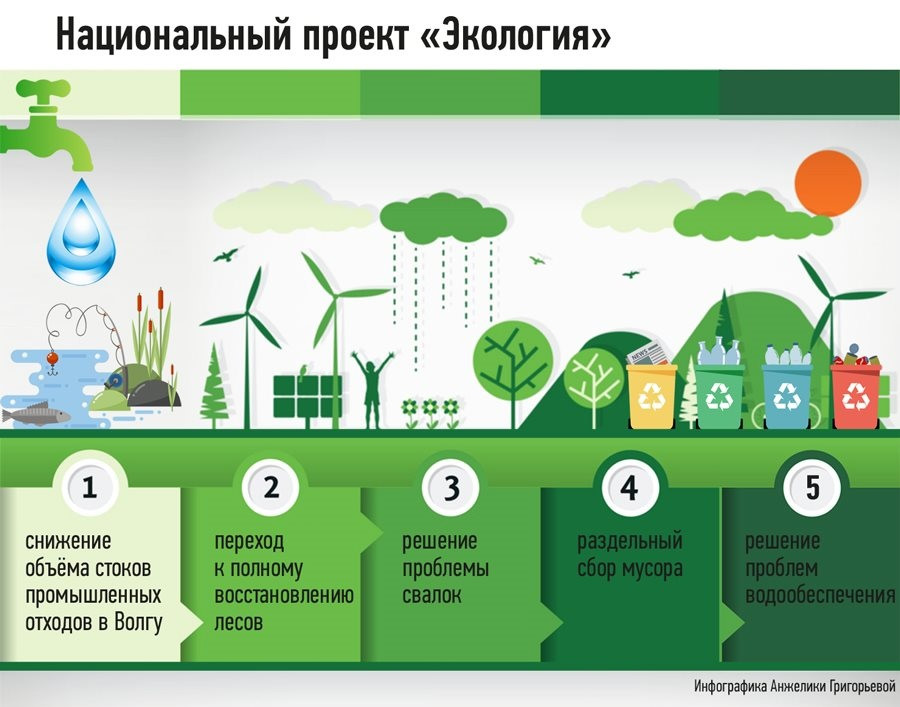 Национальный проект «Экология»
NEWS
1
снижение
объёма стоков
промышленных
отходов в Волгу
2
переход
к полному
восстановлению
лесов
3
решение
проблемы
свалок
4
раздельный
сбор мусора
5
решение
проблем
водообеспечения
Инфографика Анжелики Григорьевой